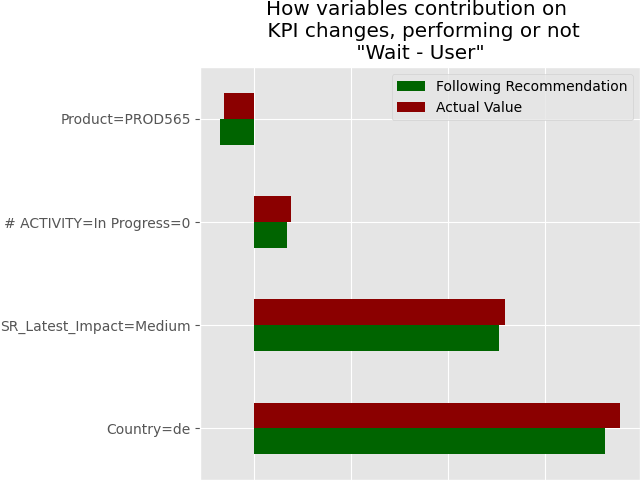 How variables contribution on
KPI changes, performing or not
"Wait - User"
Following Recommendation
Actual Value
Product=PROD565
# ACTIVITY=In Progress=0
SR_Latest_Impact=Medium
Country=de